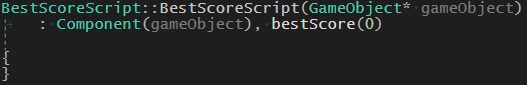 BestScoreScript::BestScoreScript(GameObject* gameObject)
    : Component(gameObject), bestScore(0)

{
}